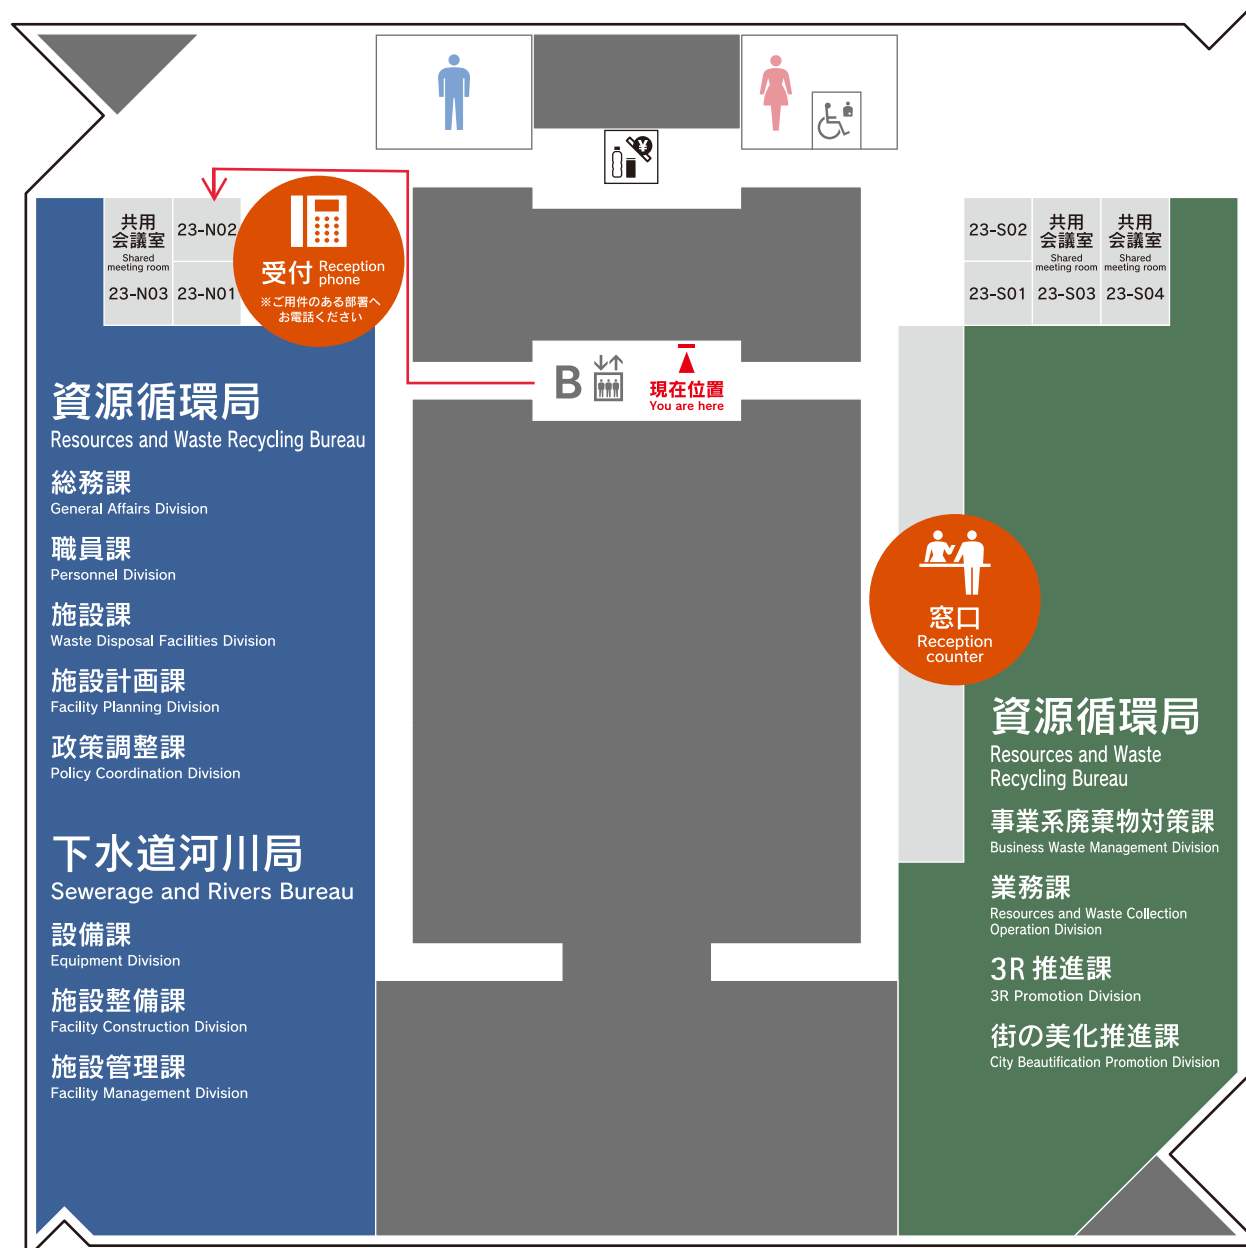 ¥
共用
会議室
Shared
meeting room
23-N03
23-N02
23-N01
受付 Reception
phone
※ご用件のある部署へ
お電話ください
23-S02
23-S01
共用
会議室
Shared
meeting room
23-S03
共用
会議室
Shared
meeting room
23-S04
B
現在位置
You are here
資源循環局
Resources and Waste Recycling Bureau
総務課
General Affairs Division
職員課
Personnel Division
施設課
Waste Disposal Facilities Division
施設計画課
Facility Planning Division
政策調整課
Policy Coordination Division
下水道河川局
Sewerage and Rivers Bureau
設備課
Equipment Division
施設整備課
Facility Construction Division
施設管理課
Facility Management Division
窓口
Reception
counter
資源循環局
Resources and Waste
Recycling Bureau
事業系廃棄物対策課
Business Waste Management Division
業務課
Resources and Waste Collection
Operation Division
3R 推進課
3R Promotion Division
街の美化推進課
City Beautification Promotion Division